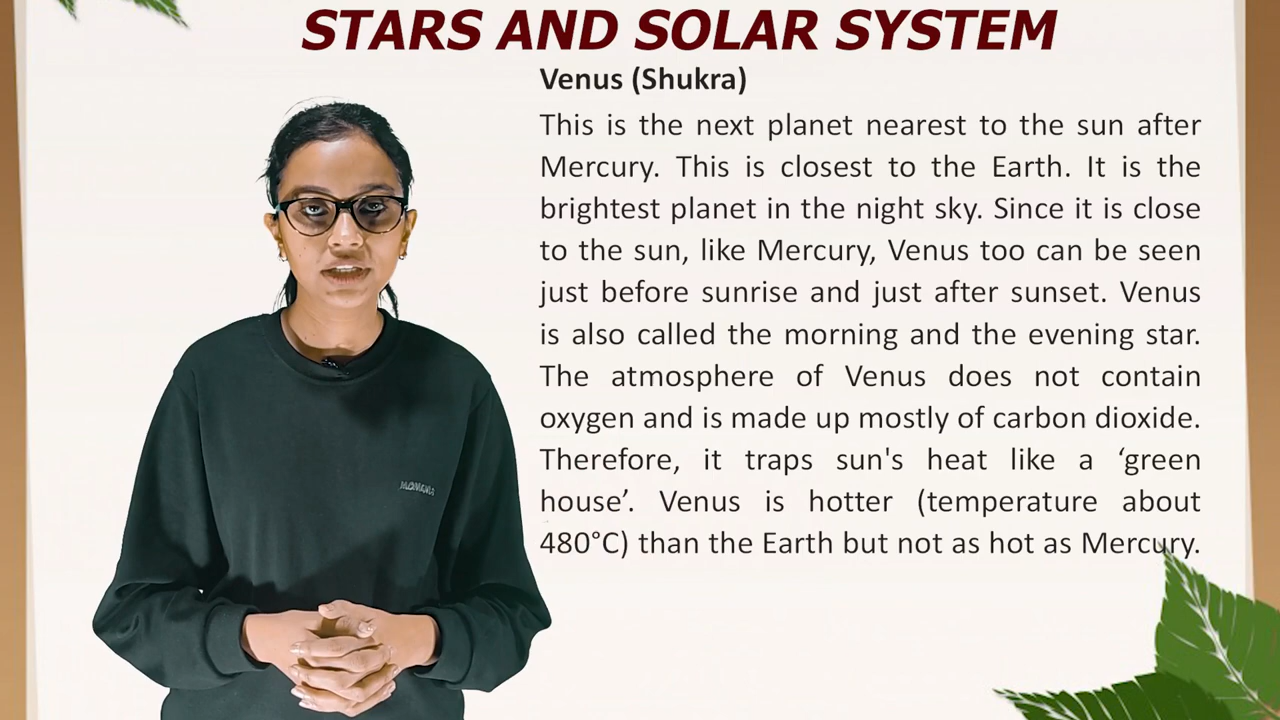 STARS AND SOLAR SYSTEM
Venus (Shukra)
This is the next planet nearest to the sun after
Mercury. This is closest to the Earth. It is the
brightest planet in the night sky. Since it is close
to the sun, like Mercury, Venus too can be seen
just before sunrise and just after sunset. Venus
is also called the morning and the evening star.
The atmosphere of Venus does not contain
oxygen and is made up mostly of carbon dioxide.
Therefore, it traps sun's heat like a ‘green
house’. Venus is hotter (temperature about
480°C) than the Earth but not as hot as Mercury.